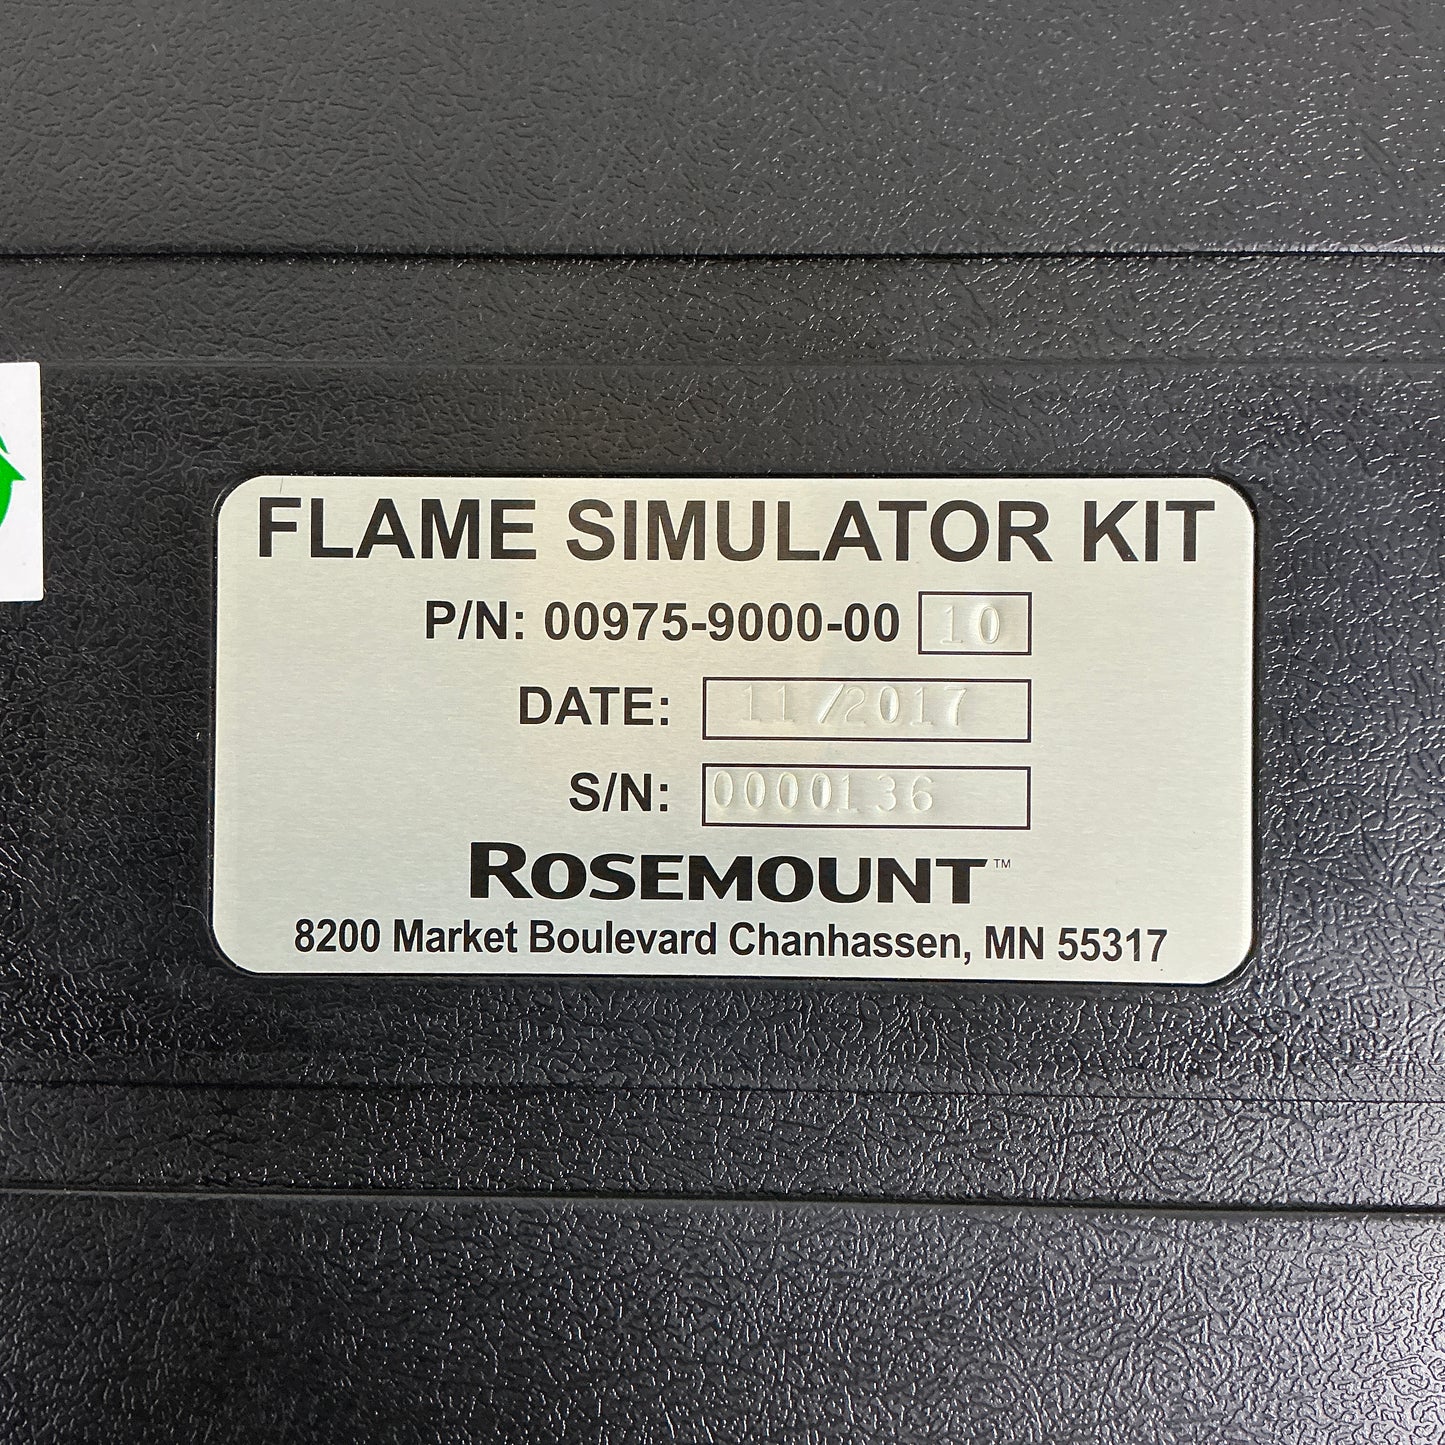 FLAME SIMULATOR KIT
P/N: 00975-9000-00 10
DATE: 11/2017
S/N: 0000136
ROSEMOUNT™
8200 Market Boulevard Chanhassen, MN 55317